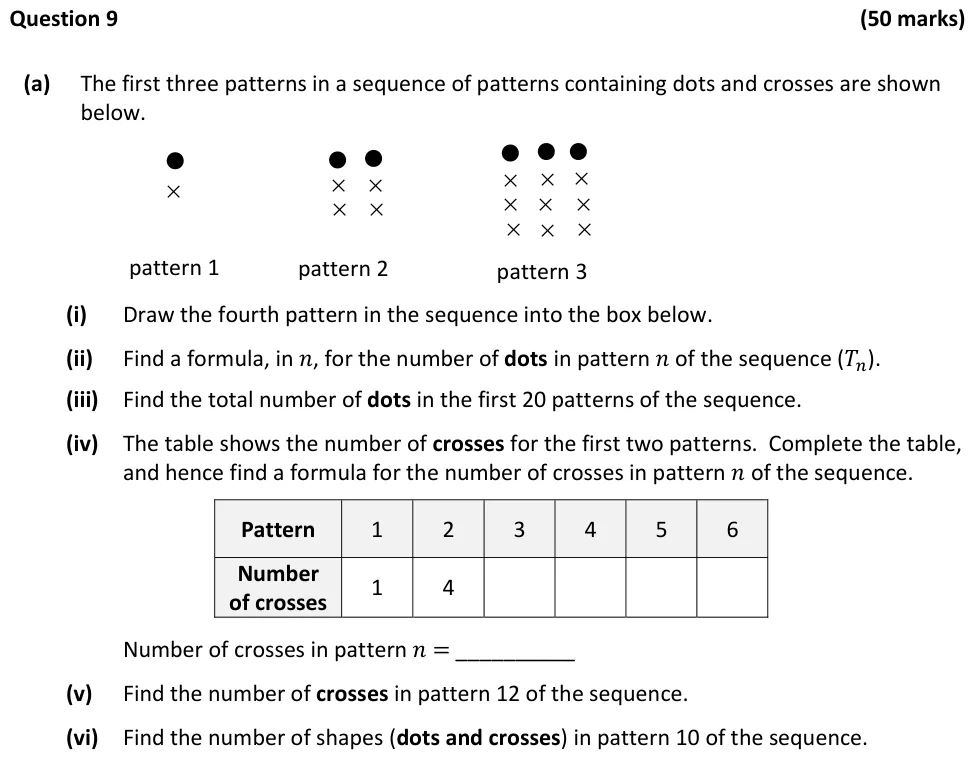 Question 9 (50 marks)
(a) The first three patterns in a sequence of patterns containing dots and crosses are shown
below.
pattern 1 pattern 2 pattern 3
(i) Draw the fourth pattern in the sequence into the box below.
(ii) Find a formula, in n, for the number of dots in pattern n of the sequence (Tₙ).
(iii) Find the total number of dots in the first 20 patterns of the sequence.
(iv) The table shows the number of crosses for the first two patterns. Complete the table,
and hence find a formula for the number of crosses in pattern n of the sequence.
Pattern 1 2 3 4 5 6
Number
of crosses 1 4
Number of crosses in pattern n = __________
(v) Find the number of crosses in pattern 12 of the sequence.
(vi) Find the number of shapes (dots and crosses) in pattern 10 of the sequence.